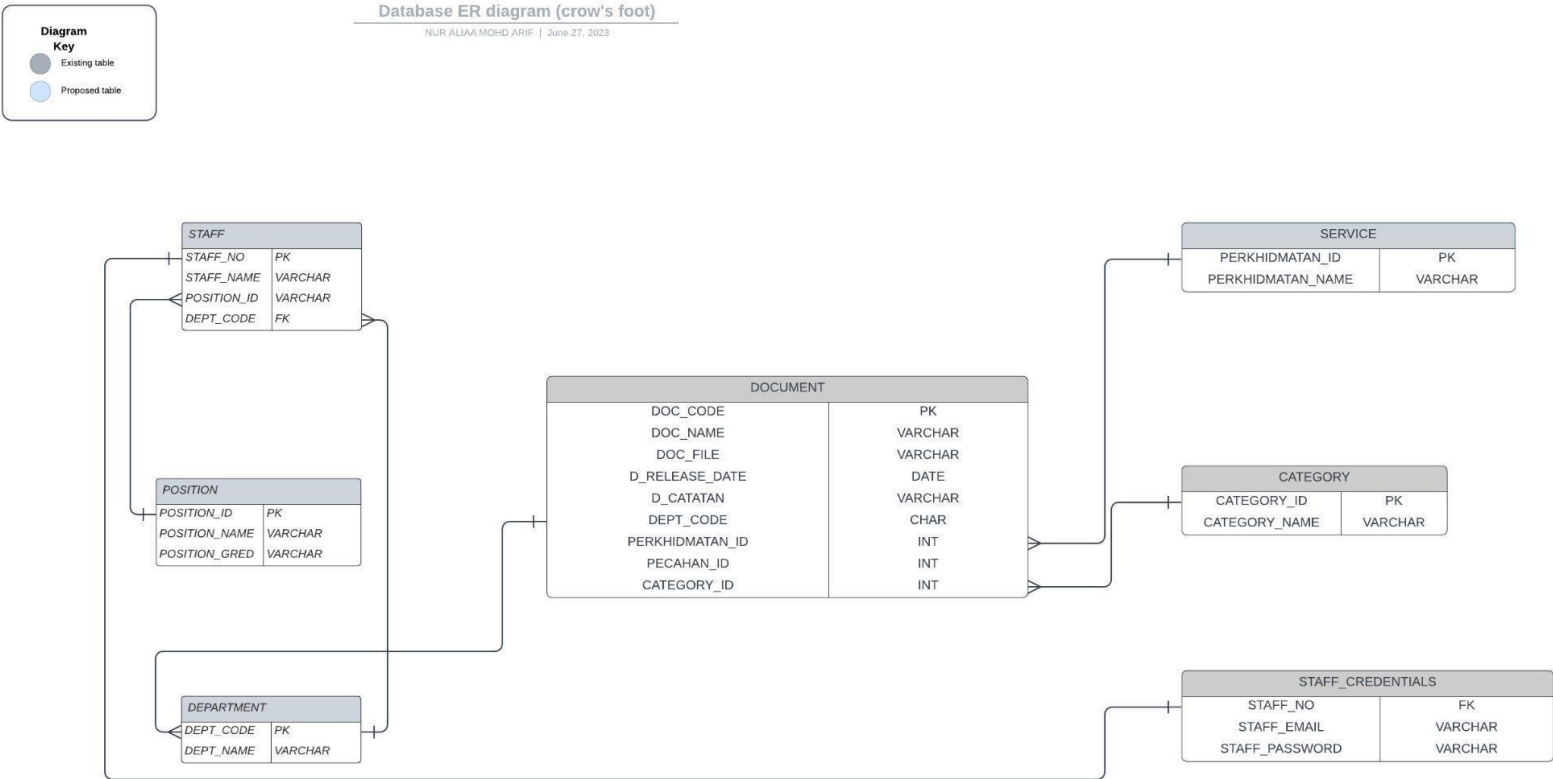 Database ER diagram (crow's foot)
NUR ALIAA MOHD ARIF | June 27, 2023
Diagram
Key
Existing table
Proposed table
STAFF
STAFF_NO PK
STAFF_NAME VARCHAR
POSITION_ID VARCHAR
DEPT_CODE FK
SERVICE
PERKHIDMATAN_ID PK
PERKHIDMATAN_NAME VARCHAR
DOCUMENT
DOC_CODE PK
DOC_NAME VARCHAR
DOC_FILE VARCHAR
D_RELEASE_DATE DATE
D_CATATAN VARCHAR
DEPT_CODE CHAR
PERKHIDMATAN_ID INT
PECAHAN_ID INT
CATEGORY_ID INT
POSITION
POSITION_ID PK
POSITION_NAME VARCHAR
POSITION_GRED VARCHAR
CATEGORY
CATEGORY_ID PK
CATEGORY_NAME VARCHAR
DEPARTMENT
DEPT_CODE PK
DEPT_NAME VARCHAR
STAFF_CREDENTIALS
STAFF_NO FK
STAFF_EMAIL VARCHAR
STAFF_PASSWORD VARCHAR